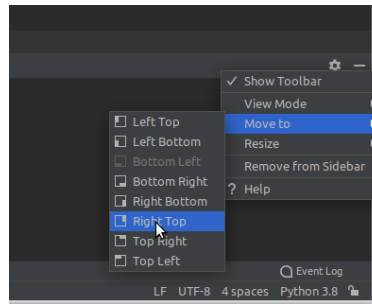 Show Toolbar
View Mode
Move to
Resize
Remove from Sidebar
? Help
Left Top
Left Bottom
Bottom Left
Bottom Right
Right Bottom
Right Top
Top Right
Top Left
Event Log
LF UTF-8 4 spaces Python 3.8